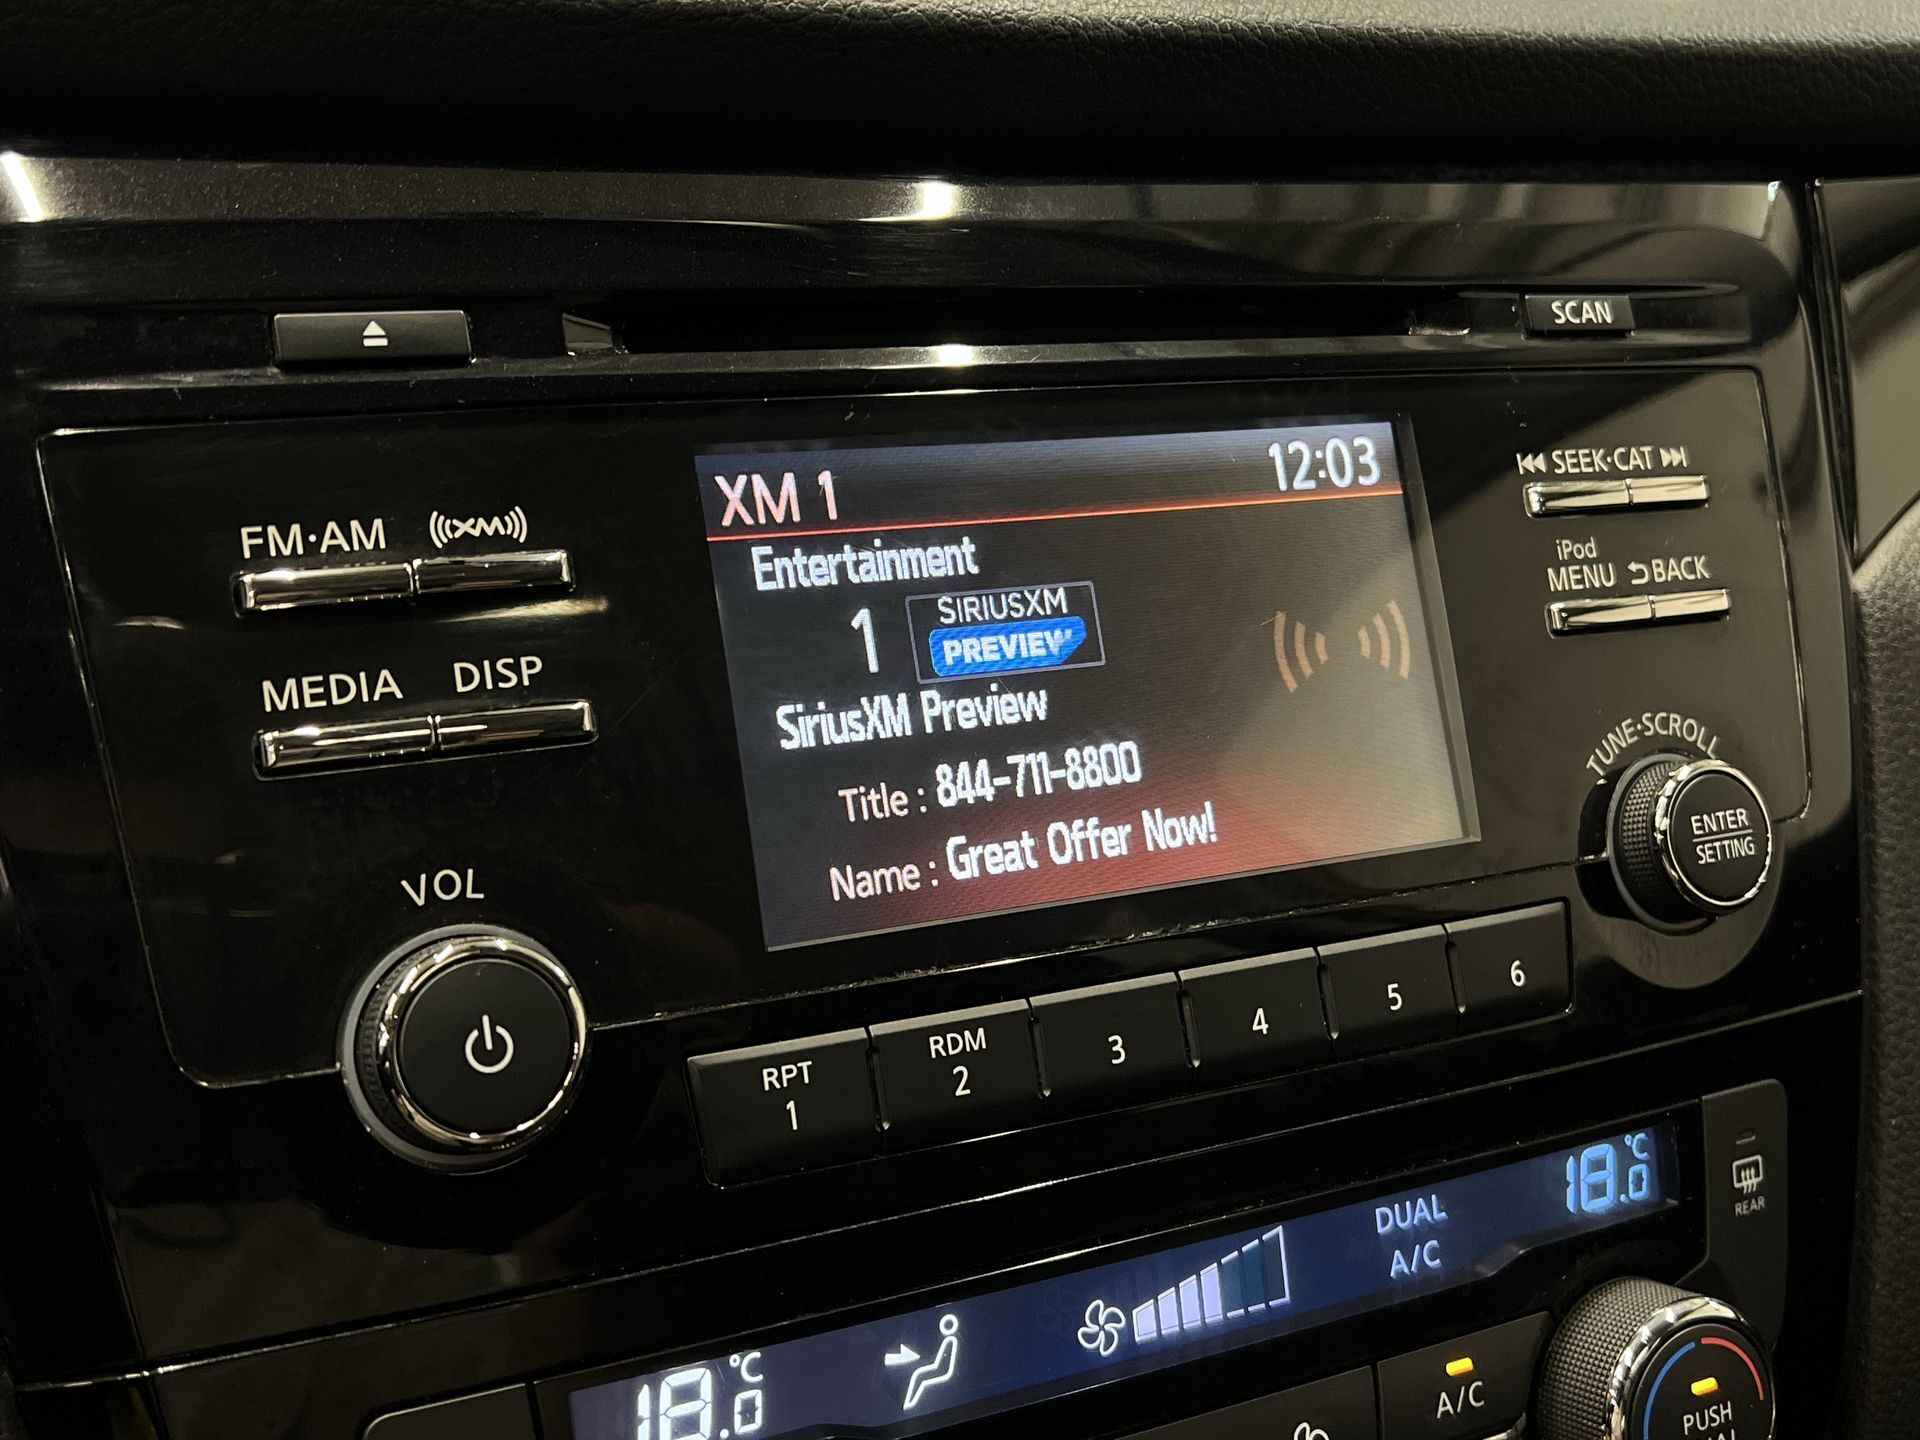 SCAN
XM 1 12:03
FM·AM XM
SEEK·CAT
Entertainment
iPod
MENU BACK
1 SIRIUSXM
PREVIEW
MEDIA DISP
SiriusXM Preview
TUNE·SCROLL
Title : 844-711-8800
ENTER
SETTING
Name : Great Offer Now!
VOL
RPT
1
RDM
2
3
4
5
6
18.0 °C
REAR
DUAL
A/C
18.0 °C
A/C
PUSH